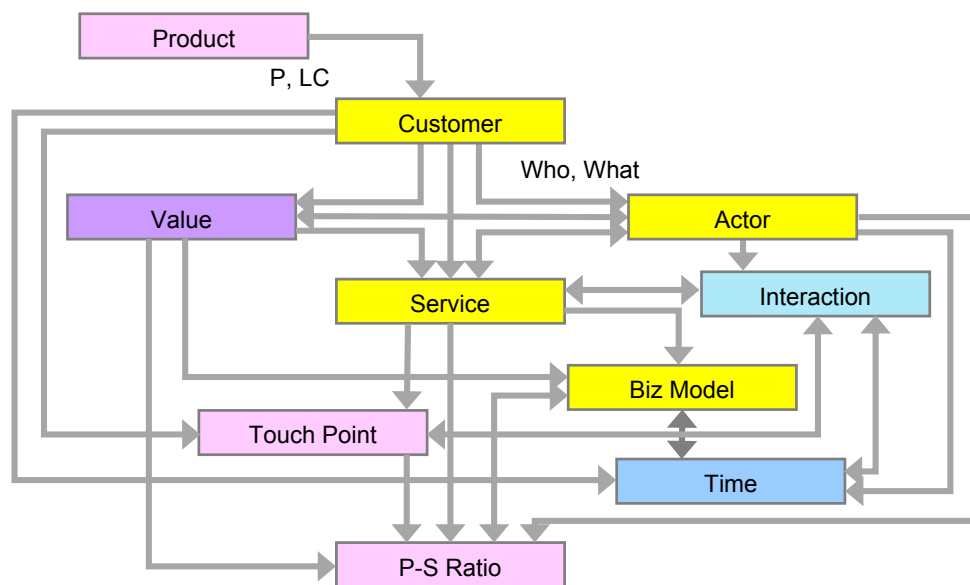 Product
P, LC
Customer
Who, What
Value
Actor
Service
Interaction
Biz Model
Touch Point
Time
P-S Ratio